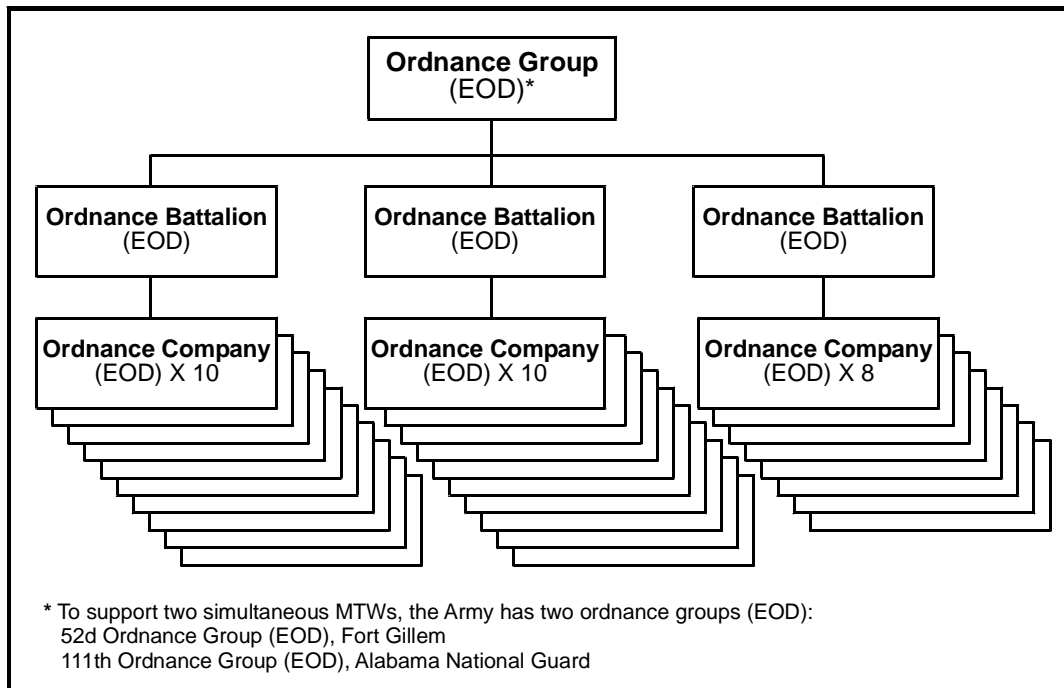 Ordnance Group
(EOD)*
Ordnance Battalion
(EOD)
Ordnance Battalion
(EOD)
Ordnance Battalion
(EOD)
Ordnance Company
(EOD) X 10
Ordnance Company
(EOD) X 10
Ordnance Company
(EOD) X 8
* To support two simultaneous MTWs, the Army has two ordnance groups (EOD):
52d Ordnance Group (EOD), Fort Gillem
111th Ordnance Group (EOD), Alabama National Guard